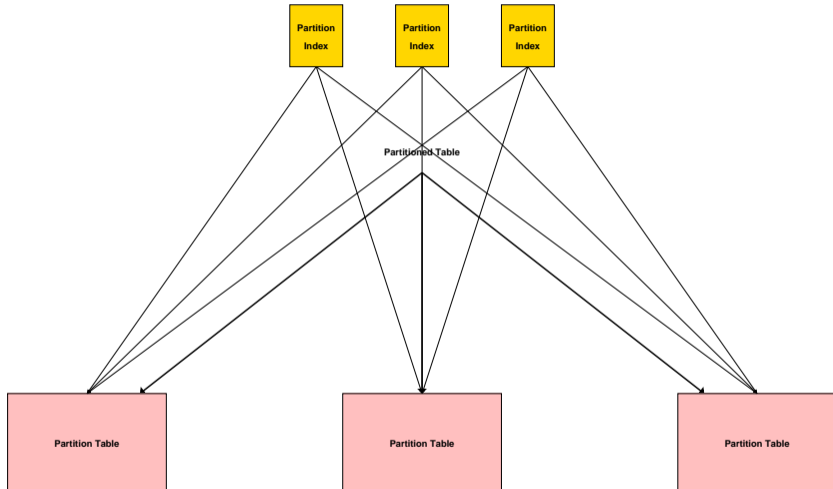 Partition
Index
Partition
Index
Partition
Index
Partitioned Table
Partition Table
Partition Table
Partition Table